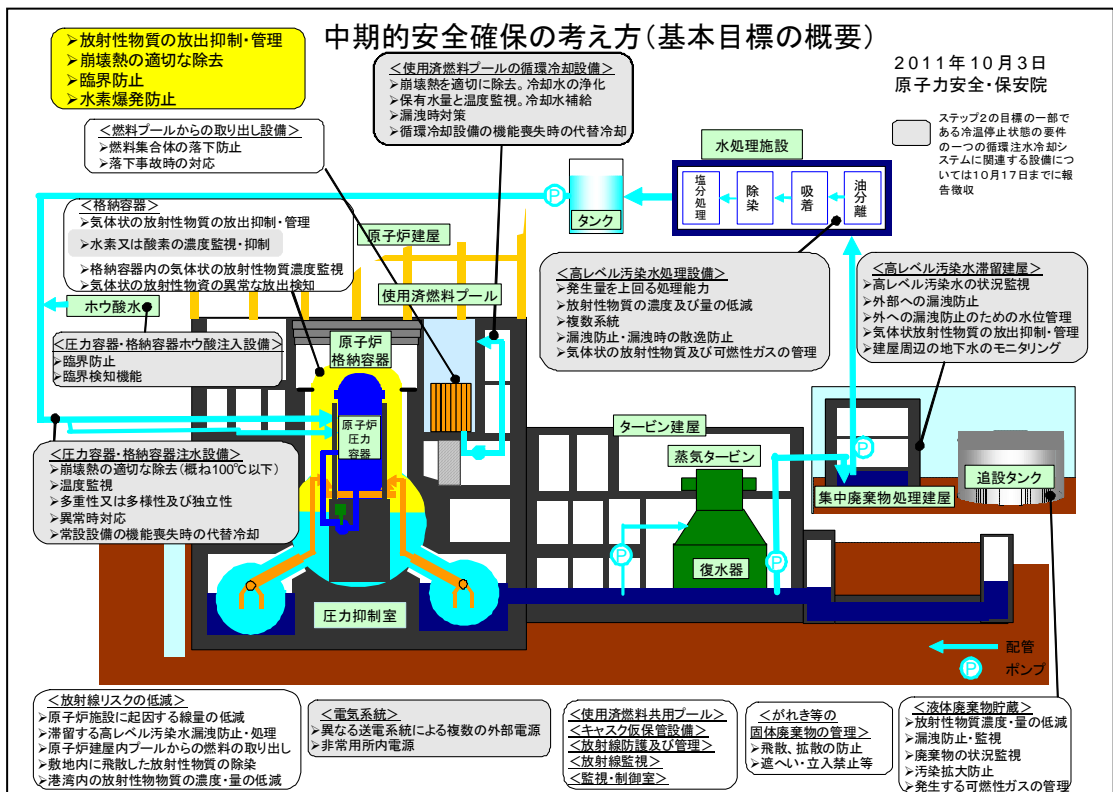 中期的安全確保の考え方(基本目標の概要)
➢放射性物質の放出抑制・管理
➢崩壊熱の適切な除去
➢臨界防止
➢水素爆発防止
2011年10月3日
原子力安全・保安院
ステップ2の目標の一部で
ある冷温停止状態の要件
の一つの循環注水冷却シ
ステムに関連する設備につ
いては10月17日までに報
告徴収
<使用済燃料プールの循環冷却設備>
➢崩壊熱を適切に除去。冷却水の浄化
➢保有水量と温度監視。冷却水補給
➢漏洩時対策
➢循環冷却設備の機能喪失時の代替冷却
<燃料プールからの取り出し設備>
➢燃料集合体の落下防止
➢落下事故時の対応
水処理施設
塩分処理
除染
吸着
油分離
P
タンク
<格納容器>
➢気体状の放射性物質の放出抑制・管理
➢水素又は酸素の濃度監視・抑制
➢格納容器内の気体状の放射性物質濃度監視
➢気体状の放射性物資の異常な放出検知
原子炉建屋
使用済燃料プール
ホウ酸水
<高レベル汚染水処理設備>
➢発生量を上回る処理能力
➢放射性物質の濃度及び量の低減
➢複数系統
➢漏洩防止・漏洩時の散逸防止
➢気体状の放射性物質及び可燃性ガスの管理
<高レベル汚染水滞留建屋>
➢高レベル汚染水の状況監視
➢外部への漏洩防止
➢外への漏洩防止のための水位管理
➢気体状放射性物質の放出抑制・管理
➢建屋周辺の地下水のモニタリング
<圧力容器・格納容器ホウ酸注入設備>
➢臨界防止
➢臨界検知機能
原子炉
格納容器
原子炉
圧力
容器
<圧力容器・格納容器注水設備>
➢崩壊熱の適切な除去(概ね100℃以下)
➢温度監視
➢多重性又は多様性及び独立性
➢異常時対応
➢常設設備の機能喪失時の代替冷却
タービン建屋
蒸気タービン
復水器
P
P
P
集中廃棄物処理建屋
追設タンク
圧力抑制室
配管
P
ポンプ
<放射線リスクの低減>
➢原子炉施設に起因する線量の低減
➢滞留する高レベル汚染水漏洩防止・処理
➢原子炉建屋内プールからの燃料の取り出し
➢敷地内に飛散した放射性物質の除染
➢港湾内の放射性物物質の濃度・量の低減
<電気系統>
➢異なる送電系統による複数の外部電源
➢非常用所内電源
<使用済燃料共用プール>
<キャスク仮保管設備>
<放射線防護及び管理>
<放射線監視>
<監視・制御室>
<がれき等の
固体廃棄物の管理>
➢飛散、拡散の防止
➢遮へい・立入禁止等
<液体廃棄物貯蔵>
➢放射性物質濃度・量の低減
➢漏洩防止・監視
➢廃棄物の状況監視
➢汚染拡大防止
➢発生する可燃性ガスの管理